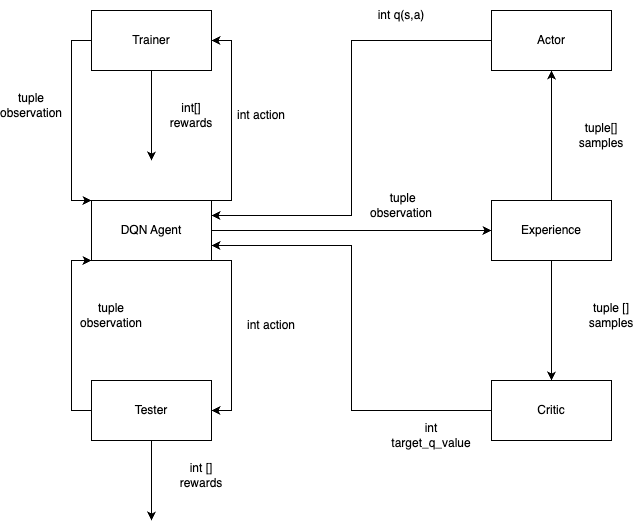 int q(s,a)
Trainer
Actor
tuple
observation
int[]
rewards
int action
tuple[]
samples
tuple
observation
DQN Agent
Experience
tuple
observation
int action
tuple []
samples
Tester
Critic
int
target_q_value
int []
rewards